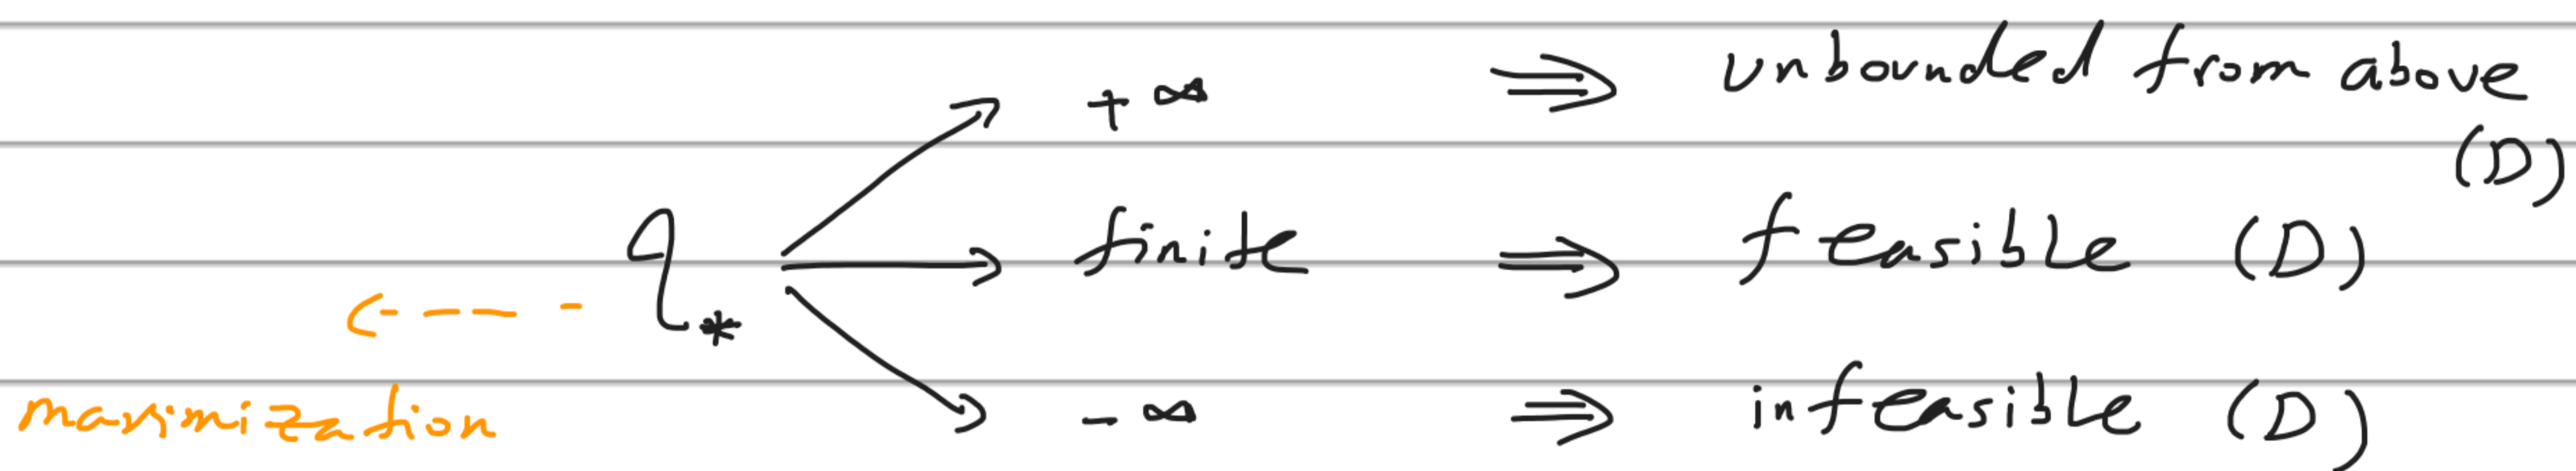 +∞ ⇒ unbounded from above
(D)
q* → finite ⇒ feasible (D)
-∞ ⇒ infeasible (D)
maximization